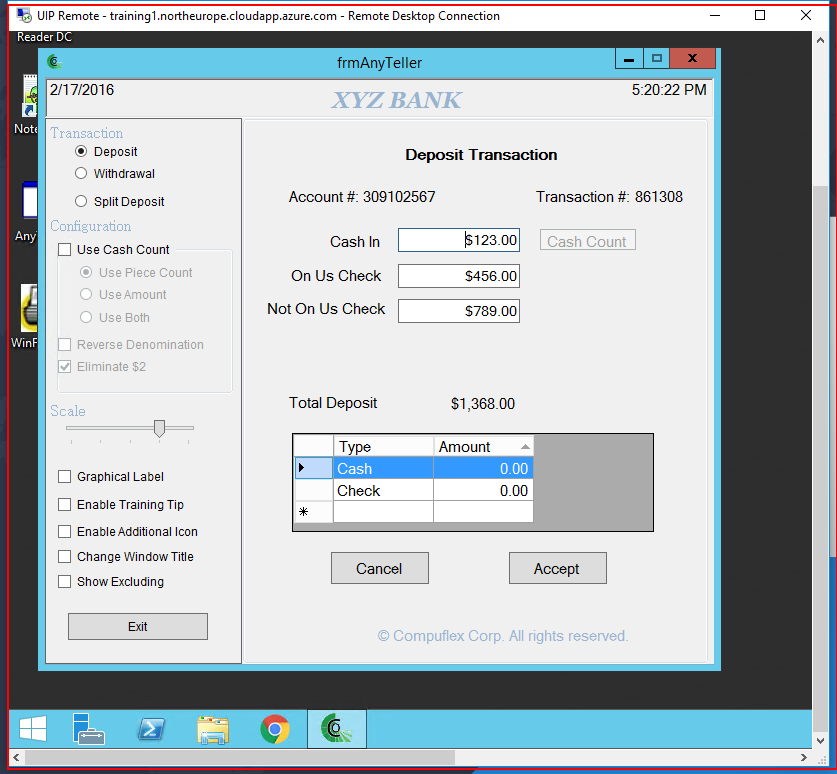 UIP Remote - training1.northeurope.cloudapp.azure.com - Remote Desktop Connection
Reader DC
frmAnyTeller
2/17/2016
XYZ BANK
5:20:22 PM
Note
Any
WinF
Transaction
Deposit
Withdrawal
Split Deposit
Configuration
Use Cash Count
Use Piece Count
Use Amount
Use Both
Reverse Denomination
Eliminate $2
Scale
Graphical Label
Enable Training Tip
Enable Additional Icon
Change Window Title
Show Excluding
Exit
Deposit Transaction
Account #: 309102567 Transaction #: 861308
Cash In $123.00 Cash Count
On Us Check $456.00
Not On Us Check $789.00
Total Deposit $1,368.00
Type Amount
Cash 0.00
Check 0.00
*
Cancel Accept
© Compuflex Corp. All rights reserved.